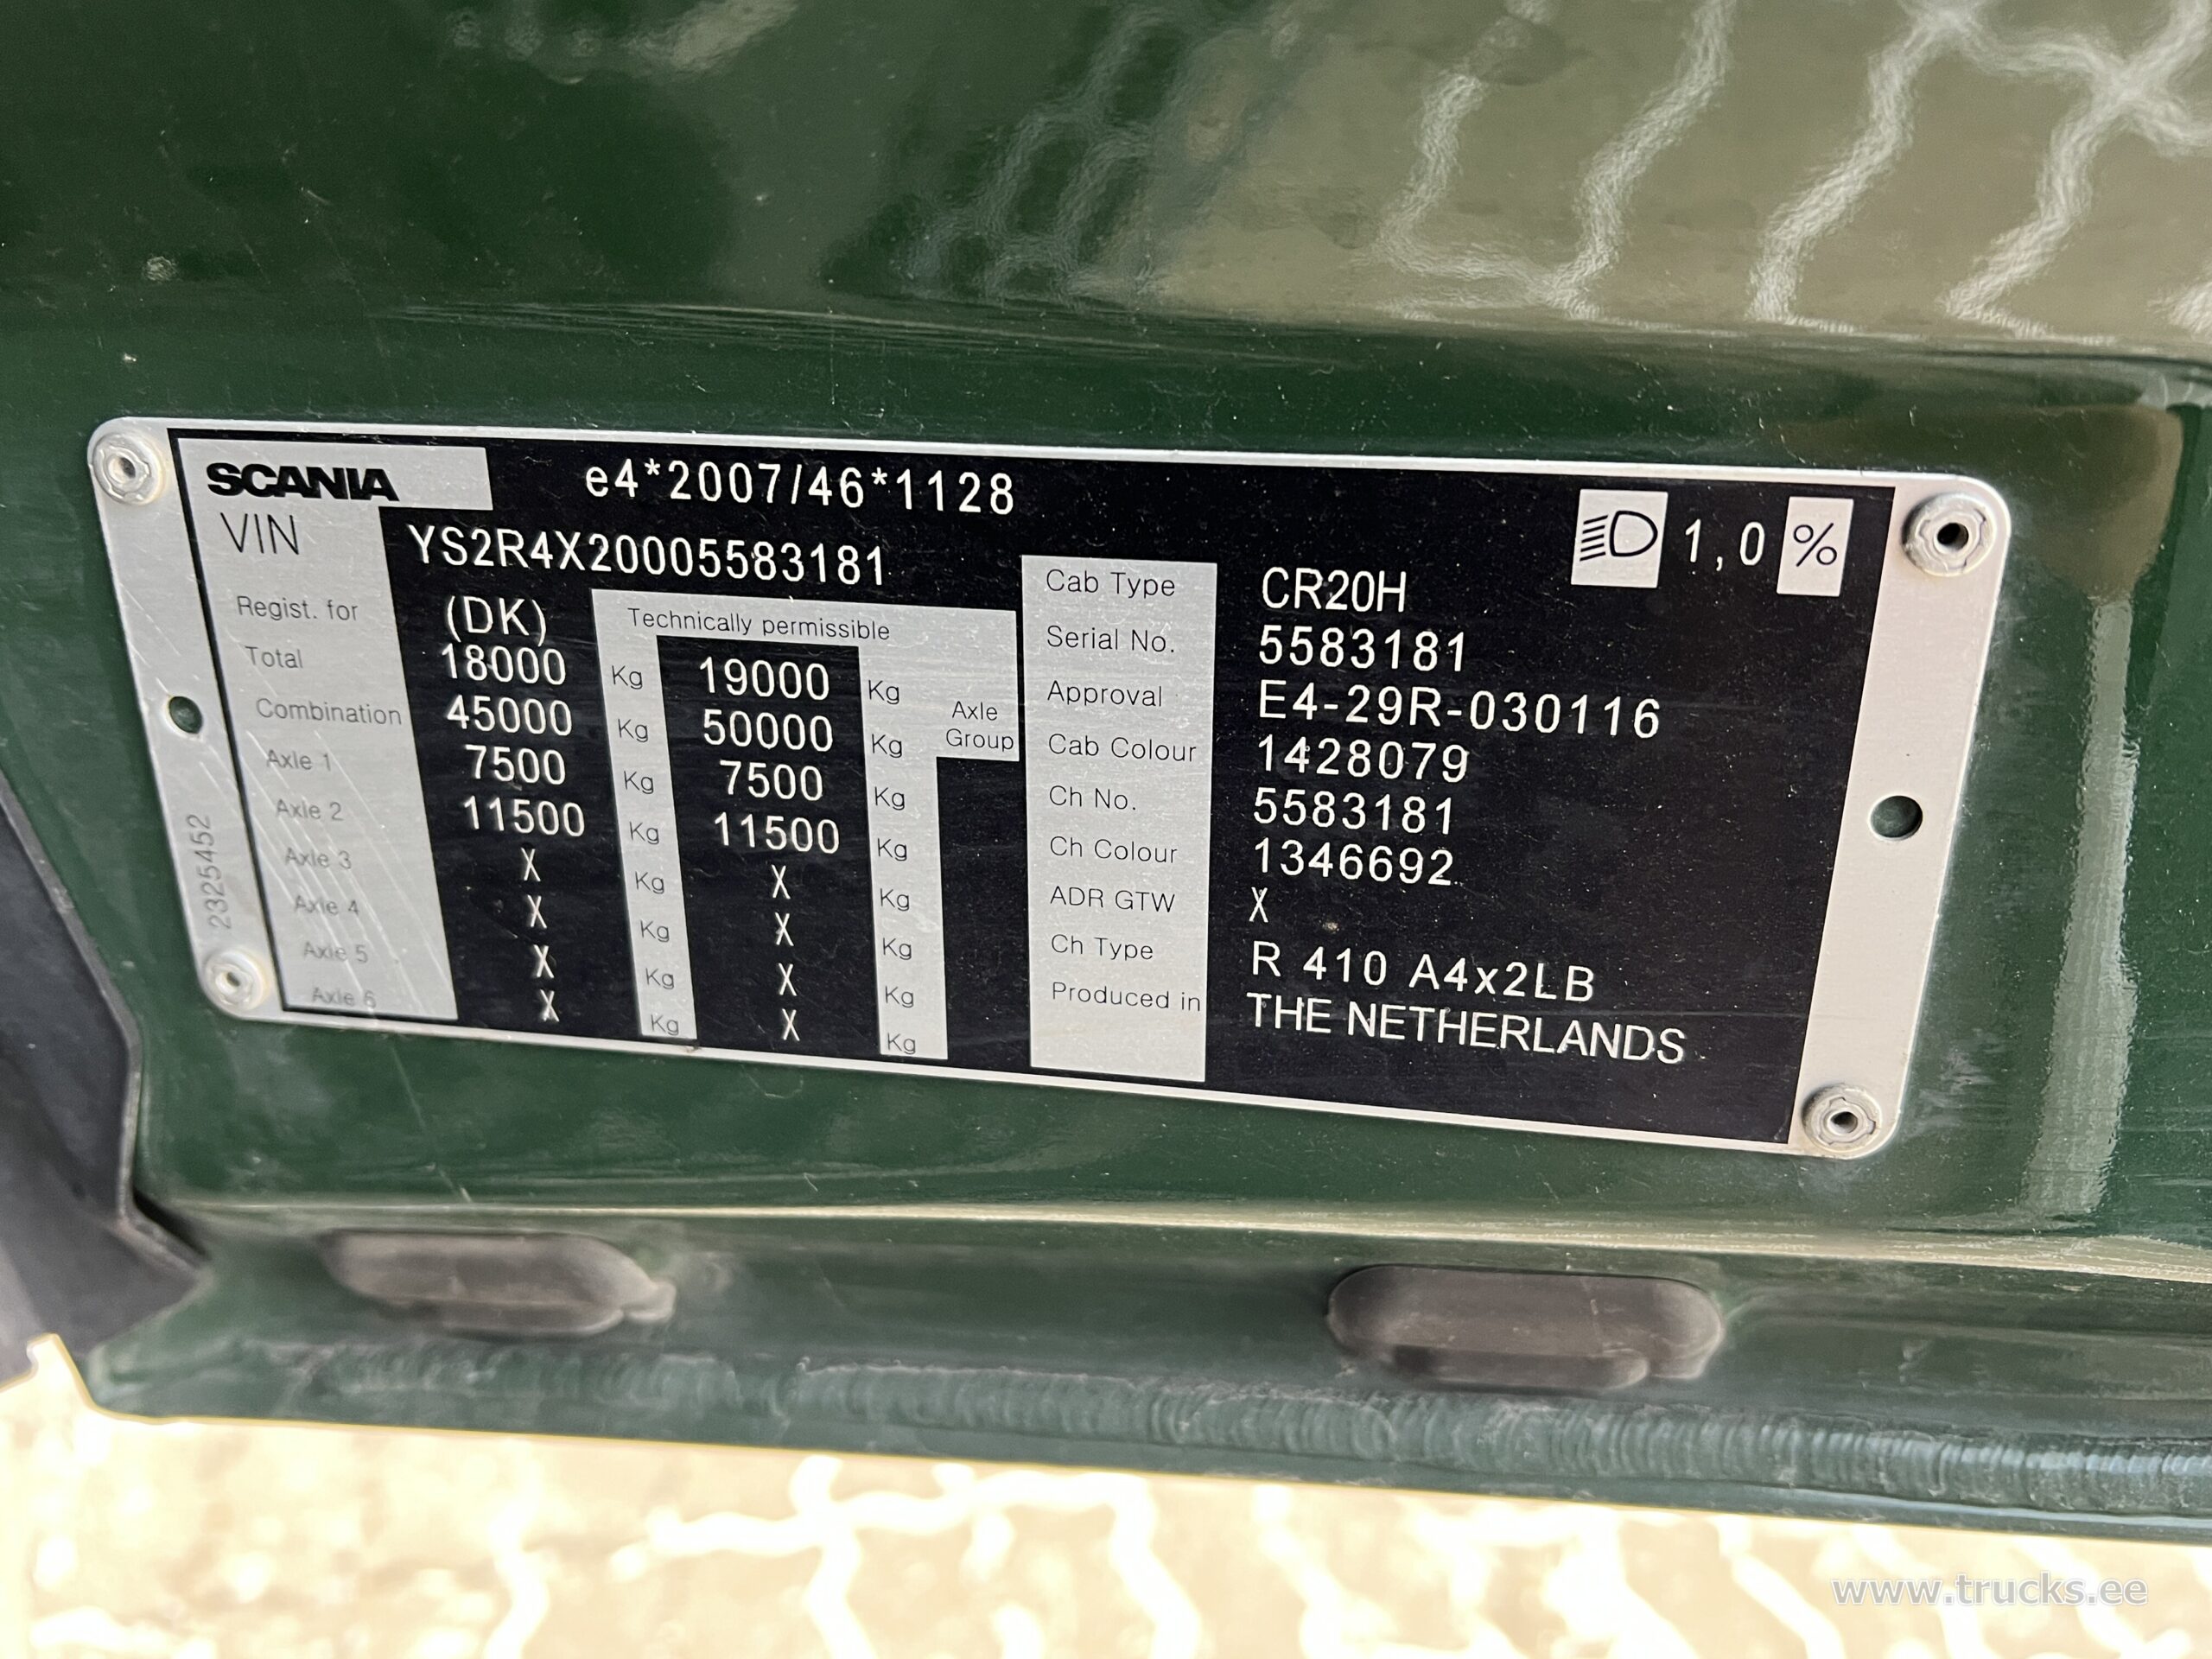 SCANIA e4*2007/46*1128
1,0 %
VIN YS2R4X20005583181
Regist. for (DK) Technically permissible
Total 18000 Kg 19000 Kg
Combination 45000 Kg 50000 Kg Axle Group
Axle 1 7500 Kg 7500 Kg
Axle 2 11500 Kg 11500 Kg
Axle 3 X Kg X Kg
Axle 4 X Kg X Kg
Axle 5 X Kg X Kg
Axle 6 X Kg X Kg
Cab Type CR20H
Serial No. 5583181
Approval E4-29R-030116
Cab Colour 1428079
Ch No. 5583181
Ch Colour 1346692
ADR GTW X
Ch Type R 410 A4x2LB
Produced in THE NETHERLANDS
2325452
www.trucks.ee